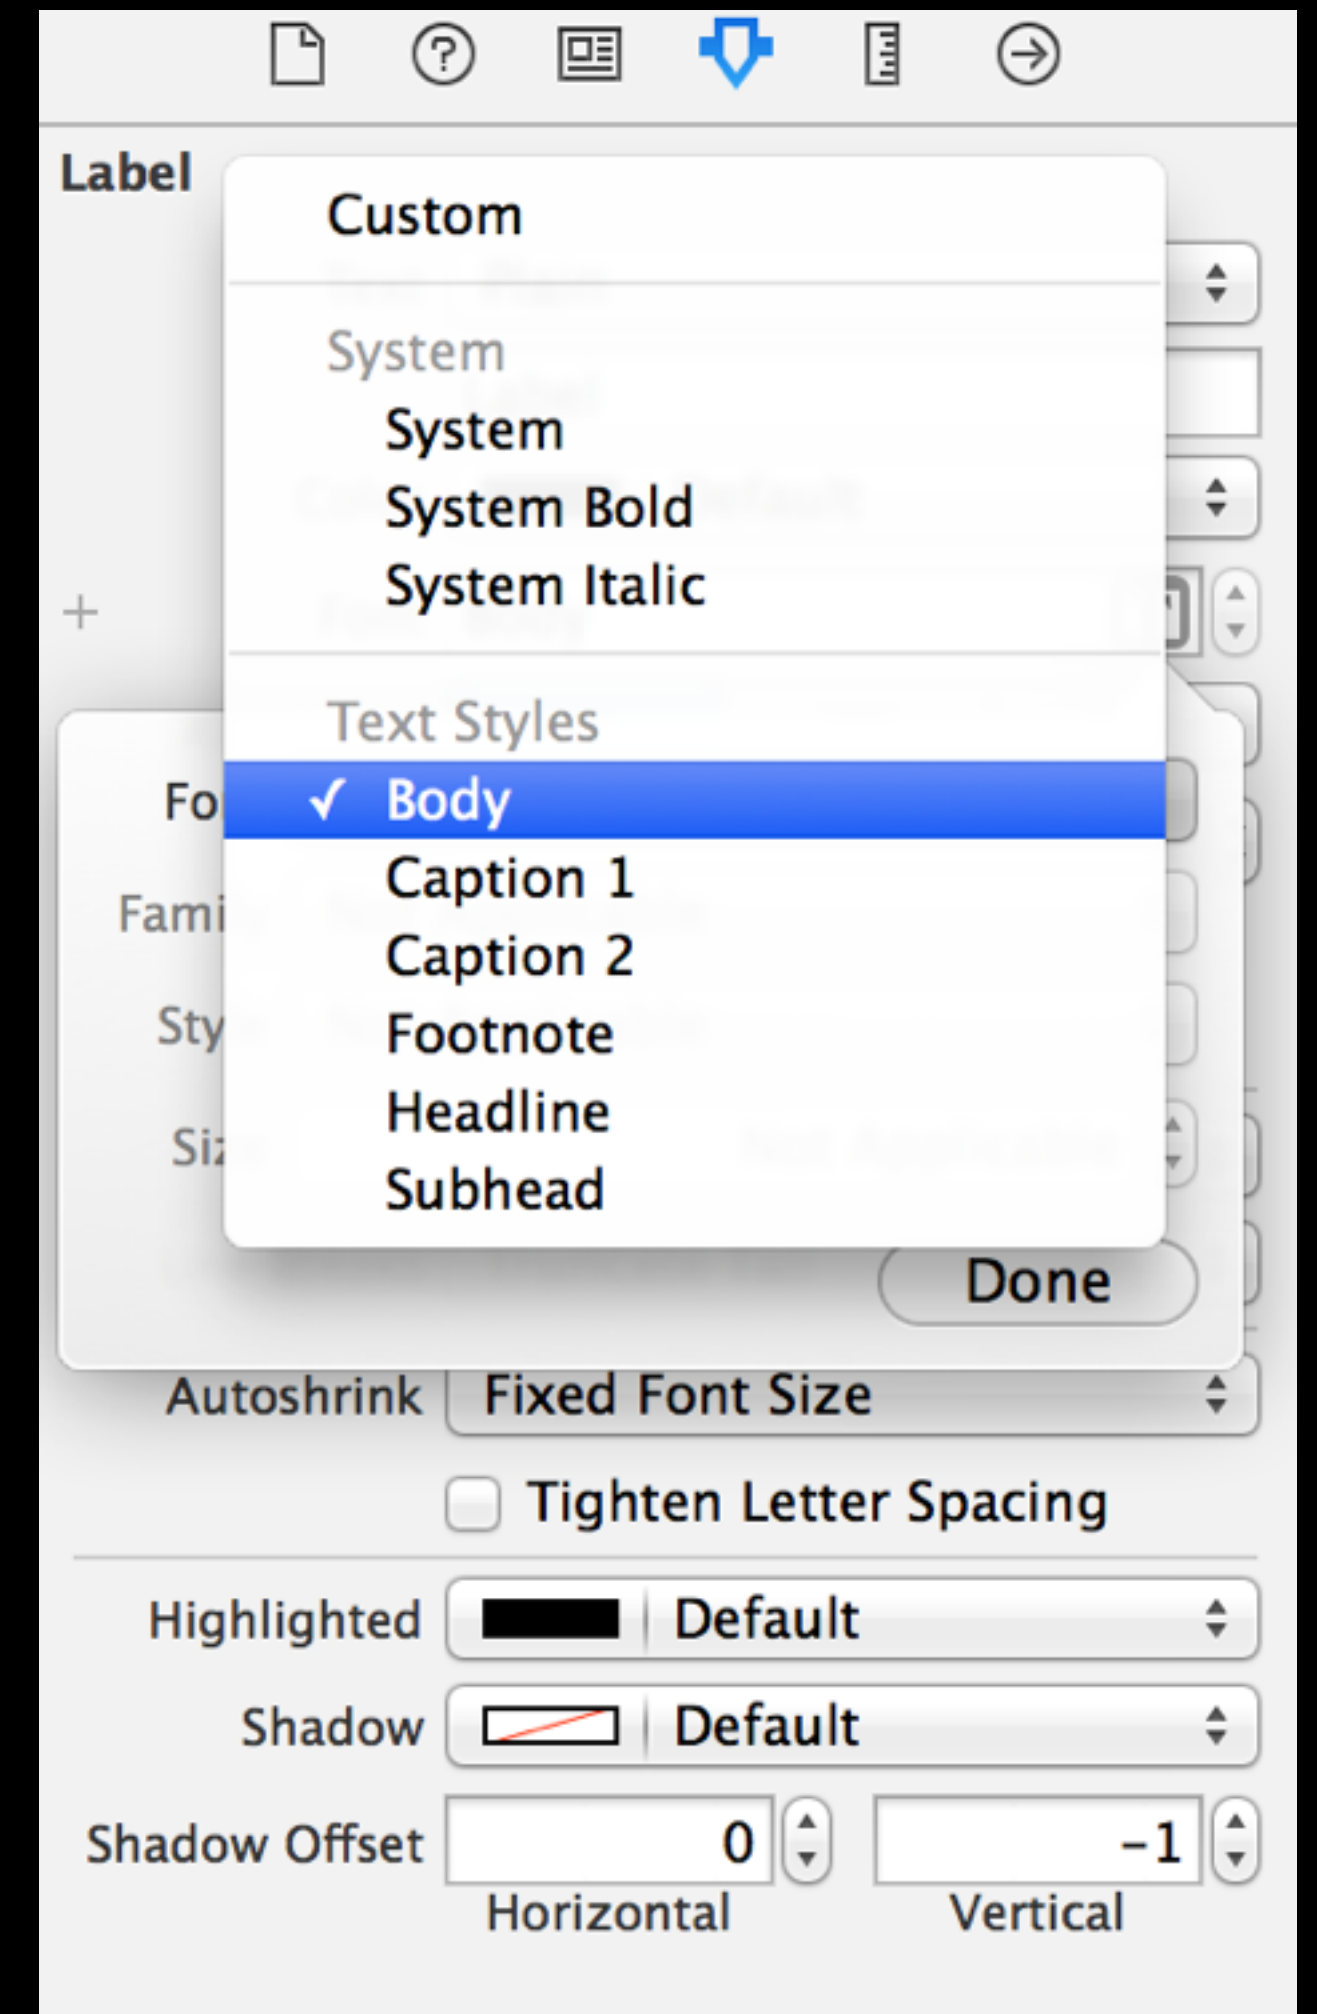 Label
Custom
System
System
System Bold
System Italic
+
Text Styles
Fo ✓ Body
Caption 1
Fami
Caption 2
Sty
Footnote
Headline
Siz
Subhead
Done
Autoshrink Fixed Font Size
Tighten Letter Spacing
Highlighted Default
Shadow Default
Shadow Offset 0 -1
Horizontal Vertical